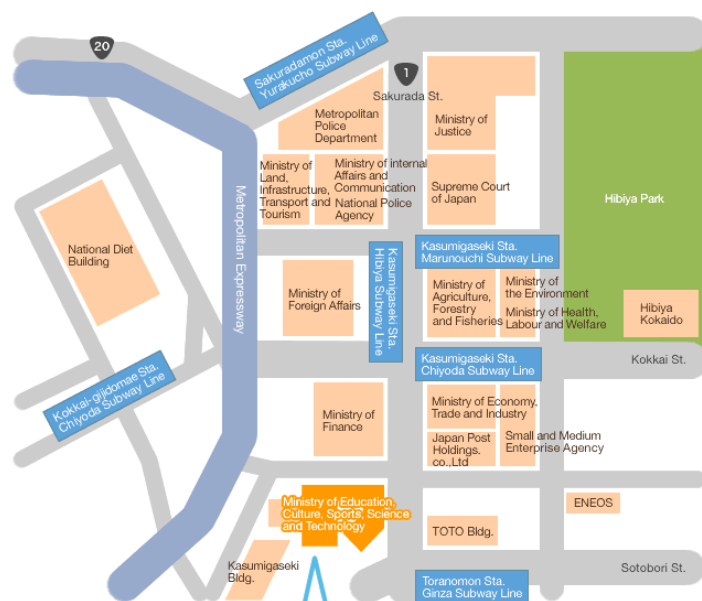 20
Sakuradamon Sta.
Yurakucho Subway Line
1
Sakurada St.
Metropolitan
Police
Department
Ministry of
Justice
Ministry of
Land,
Infrastructure,
Transport and
Tourism
Ministry of internal
Affairs and
Communication
National Police
Agency
Supreme Court
of Japan
Hibiya Park
Metropolitan Expressway
National Diet
Building
Kasumigaseki Sta.
Hibiya Subway Line
Kasumigaseki Sta.
Marunouchi Subway Line
Ministry of
Foreign Affairs
Ministry of
Agriculture,
Forestry
and Fisheries
Ministry of
the Environment
Ministry of Health,
Labour and Welfare
Hibiya
Kokaido
Kokkai St.
Kasumigaseki Sta.
Chiyoda Subway Line
Kokkai-gijidomae Sta.
Chiyoda Subway Line
Ministry of
Finance
Ministry of Economy,
Trade and Industry
Japan Post
Holdings.
co.,Ltd
Small and Medium
Enterprise Agency
Ministry of Education,
Culture, Sports, Science
and Technology
ENEOS
TOTO Bldg.
Kasumigaseki
Bldg.
Sotobori St.
Toranomon Sta.
Ginza Subway Line